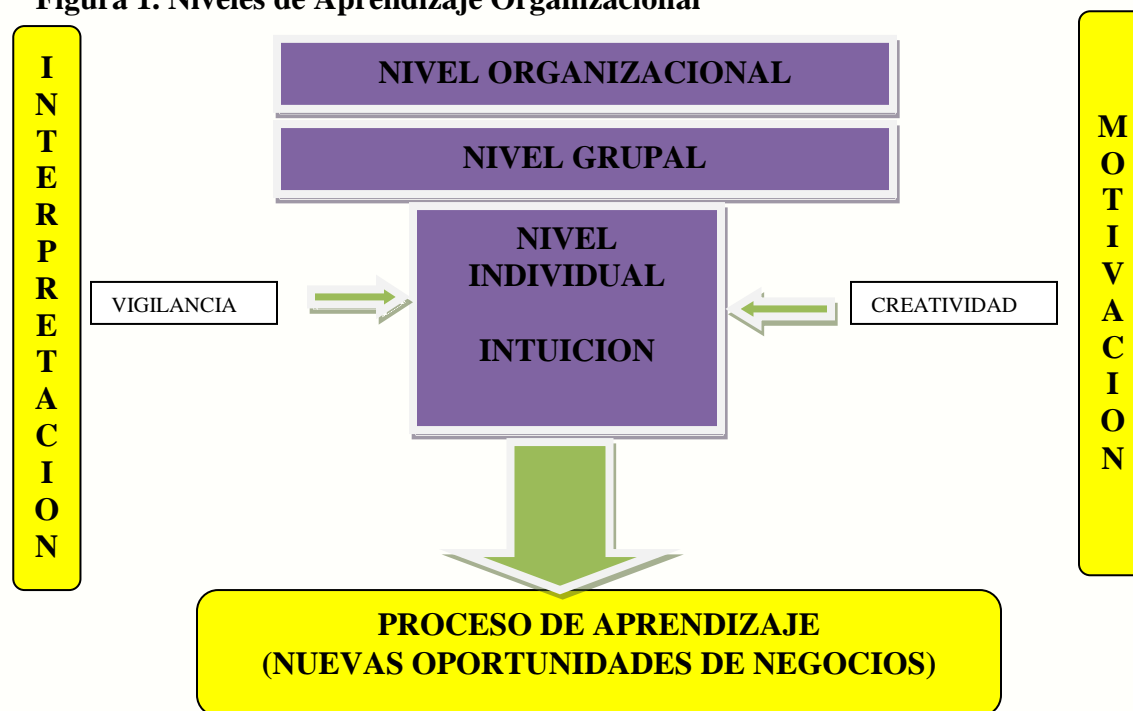 Figura 1. Niveles de Aprendizaje Organizacional
INTERPRETACION
NIVEL ORGANIZACIONAL
NIVEL GRUPAL
NIVEL
INDIVIDUAL
INTUICION
VIGILANCIA
CREATIVIDAD
MOTIVACION
PROCESO DE APRENDIZAJE
(NUEVAS OPORTUNIDADES DE NEGOCIOS)